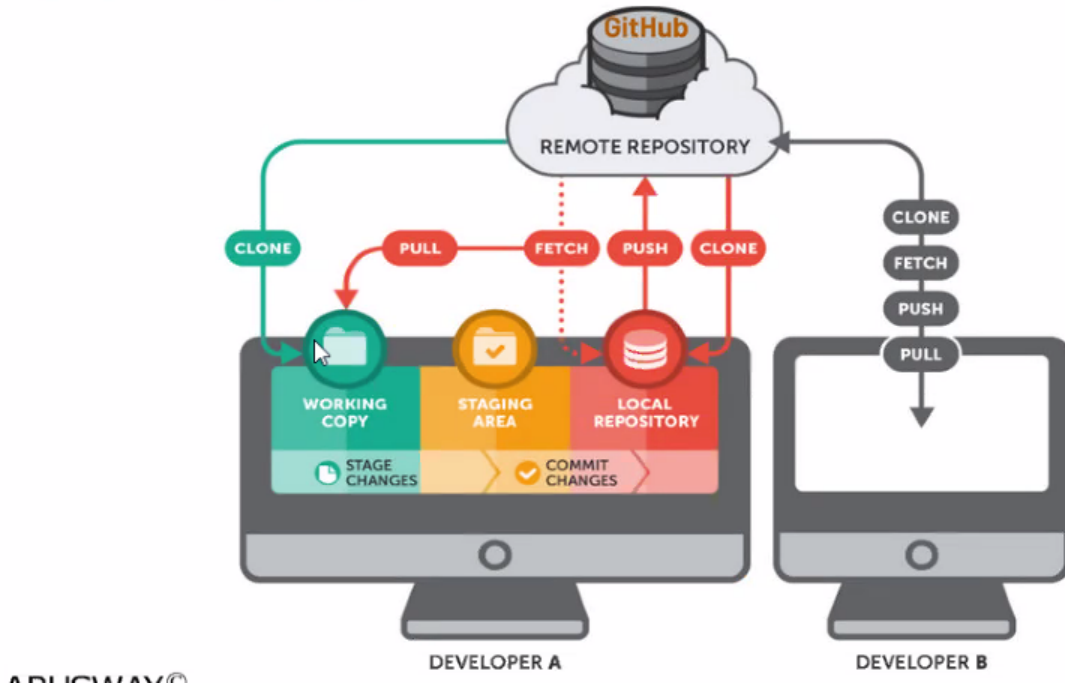 GitHub
REMOTE REPOSITORY
CLONE
PULL
FETCH
PUSH
CLONE
CLONE
FETCH
PUSH
PULL
WORKING
COPY
STAGING
AREA
LOCAL
REPOSITORY
STAGE
CHANGES
COMMIT
CHANGES
DEVELOPER A
DEVELOPER B